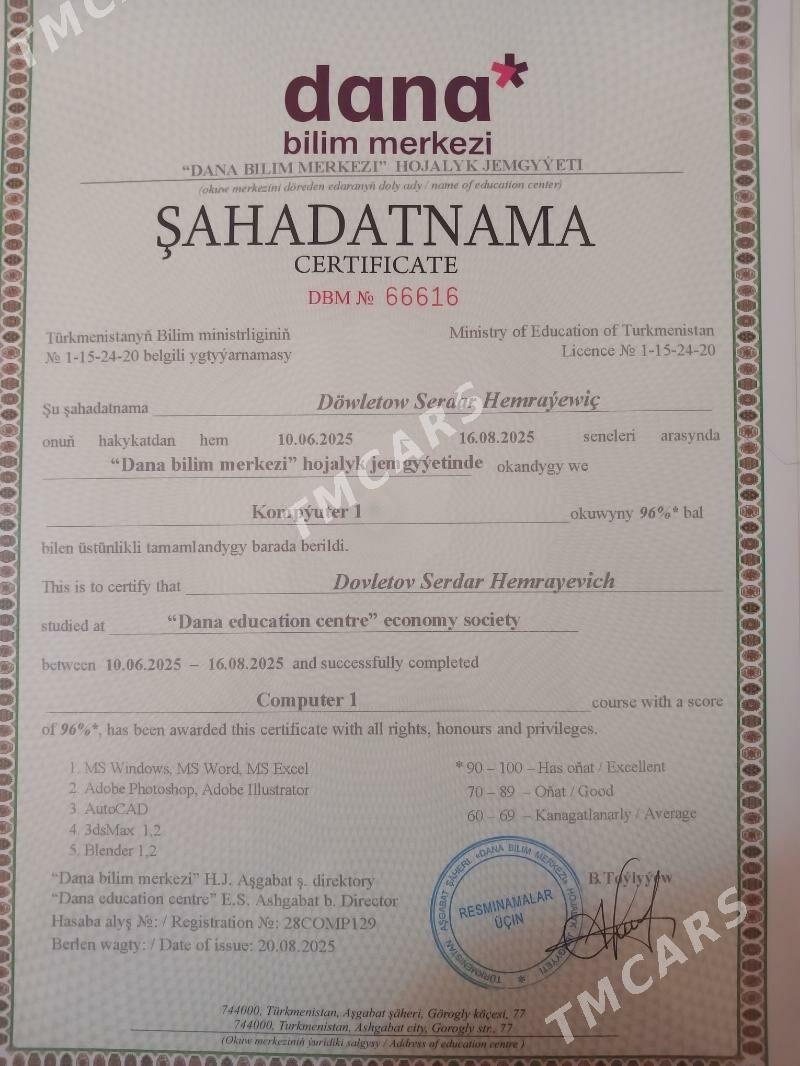 dana*
bilim merkezi
“DANA BILIM MERKEZI” HOJALYK JEMGYÝETI
(okuw merkezini döreden edaranyň doly ady / name of education center)
ŞAHADATNAMA
CERTIFICATE
DBM № 66616
Türkmenistanyň Bilim ministrliginiň
№ 1-15-24-20 belgili ygtyýarnamasy
Ministry of Education of Turkmenistan
Licence № 1-15-24-20
Şu şahadatnama Döwletow Serdar Hemraýewiç
onuň hakykatdan hem 10.06.2025 16.08.2025 seneleri arasynda
“Dana bilim merkezi” hojalyk jemgyýetinde okandygy we
Kompýuter 1 okuwyny 96%* bal
bilen üstünlikli tamamlandygy barada berildi.
This is to certify that Dovletov Serdar Hemrayevich
studied at “Dana education centre” economy society
between 10.06.2025 – 16.08.2025 and successfully completed
Computer 1 course with a score
of 96%*, has been awarded this certificate with all rights, honours and privileges.
1. MS Windows, MS Word, MS Excel
2. Adobe Photoshop, Adobe Illustrator
3. AutoCAD
4. 3dsMax 1,2
5. Blender 1,2
* 90 – 100 – Has oňat / Excellent
70 – 89 – Oňat / Good
60 – 69 – Kanagatlanarly / Average
“Dana bilim merkezi” H.J. Aşgabat ş. direktory
“Dana education centre” E.S. Ashgabat b. Director
Hasaba alyş №: / Registration №: 28COMP129
Berlen wagty: / Date of issue: 20.08.2025
B.Toýlyýew
TÜRKMENISTAN AŞGABAT ŞÄHERI «DANA BILIM MERKEZI» HOJALYK JEMGYÝETI
RESMINAMALAR
ÜÇIN
744000, Türkmenistan, Aşgabat şäheri, Görogly köçesi, 77
744000, Turkmenistan, Ashgabat city, Gorogly str., 77
(Okuw merkeziniň ýuridiki salgysy / Address of education centre )
TMCARS
TMCARS
TMCARS